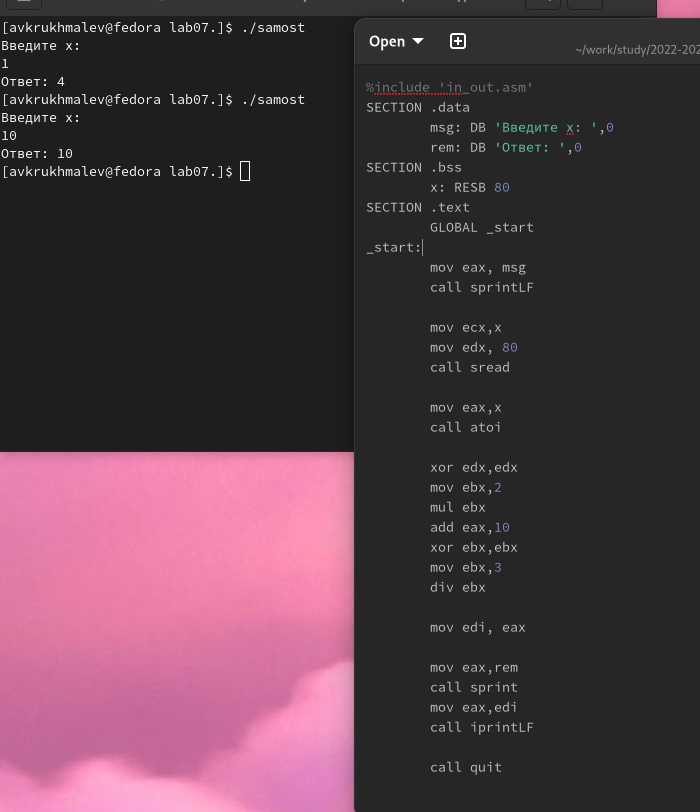 [avkrukhmalev@fedora lab07.]$ ./samost
Введите x:
1
Ответ: 4
[avkrukhmalev@fedora lab07.]$ ./samost
Введите x:
10
Ответ: 10
[avkrukhmalev@fedora lab07.]$
Open
~/work/study/2022-202
%include 'in_out.asm'
SECTION .data
msg: DB 'Введите x: ',0
rem: DB 'Ответ: ',0
SECTION .bss
x: RESB 80
SECTION .text
GLOBAL _start
_start:
mov eax, msg
call sprintLF
mov ecx,x
mov edx, 80
call sread
mov eax,x
call atoi
xor edx,edx
mov ebx,2
mul ebx
add eax,10
xor ebx,ebx
mov ebx,3
div ebx
mov edi, eax
mov eax,rem
call sprint
mov eax,edi
call iprintLF
call quit